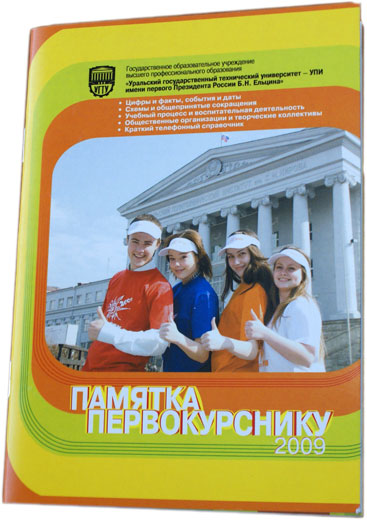 Государственное образовательное учреждение
высшего профессионального образования
«Уральский государственный технический университет – УПИ
имени первого Президента России Б.Н. Ельцина»
УГТУ
• Цифры и факты, события и даты
• Схемы и общепринятые сокращения
• Учебный процесс и воспитательная деятельность
• Общественные организации и творческие коллективы
• Краткий телефонный справочник
ПАМЯТКА
ПЕРВОКУРСНИКУ
2009